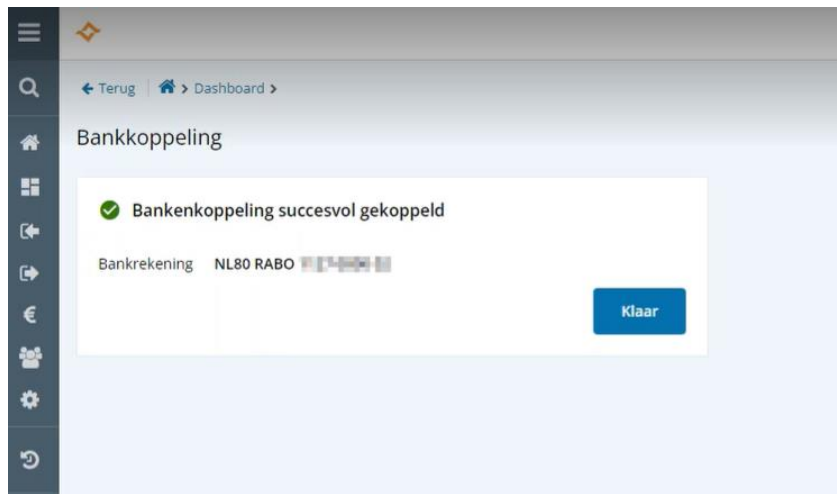 Terug > Dashboard >
Bankkoppeling
Bankenkoppeling succesvol gekoppeld
Bankrekening NL80 RABO
Klaar